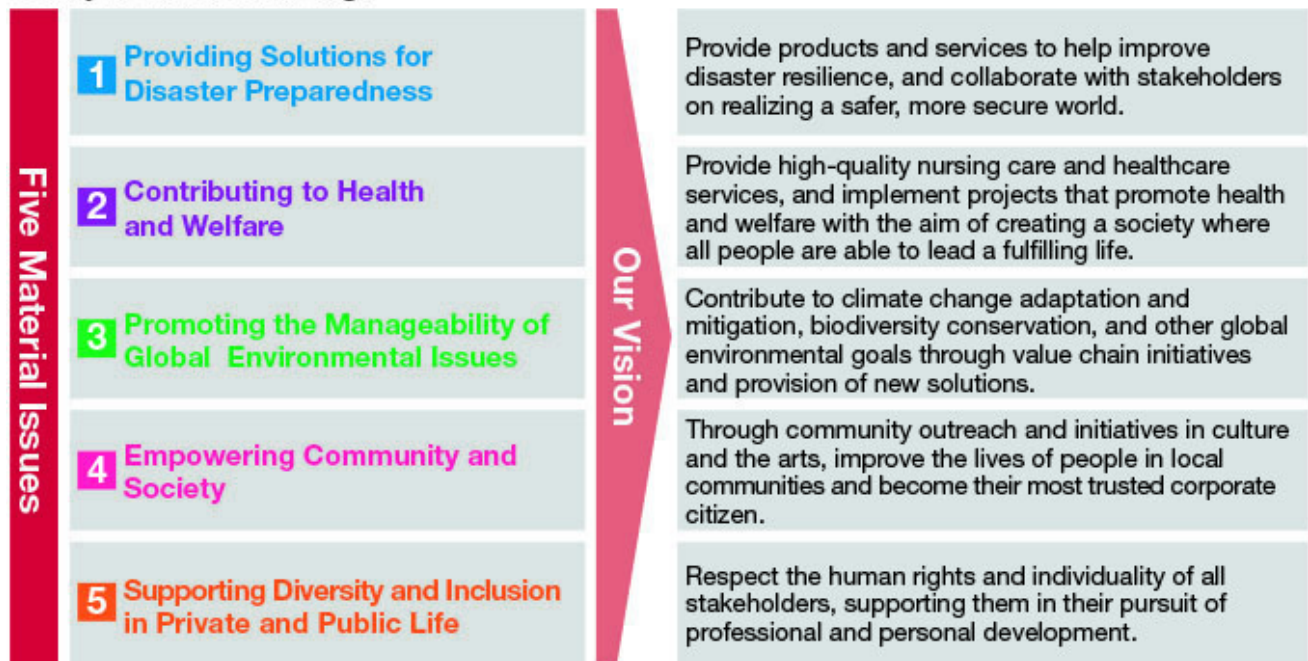 Five Material Issues
1 Providing Solutions for
Disaster Preparedness
2 Contributing to Health
and Welfare
3 Promoting the Manageability of
Global Environmental Issues
4 Empowering Community and
Society
5 Supporting Diversity and Inclusion
in Private and Public Life
Our Vision
Provide products and services to help improve
disaster resilience, and collaborate with stakeholders
on realizing a safer, more secure world.
Provide high-quality nursing care and healthcare
services, and implement projects that promote health
and welfare with the aim of creating a society where
all people are able to lead a fulfilling life.
Contribute to climate change adaptation and
mitigation, biodiversity conservation, and other global
environmental goals through value chain initiatives
and provision of new solutions.
Through community outreach and initiatives in culture
and the arts, improve the lives of people in local
communities and become their most trusted corporate
citizen.
Respect the human rights and individuality of all
stakeholders, supporting them in their pursuit of
professional and personal development.